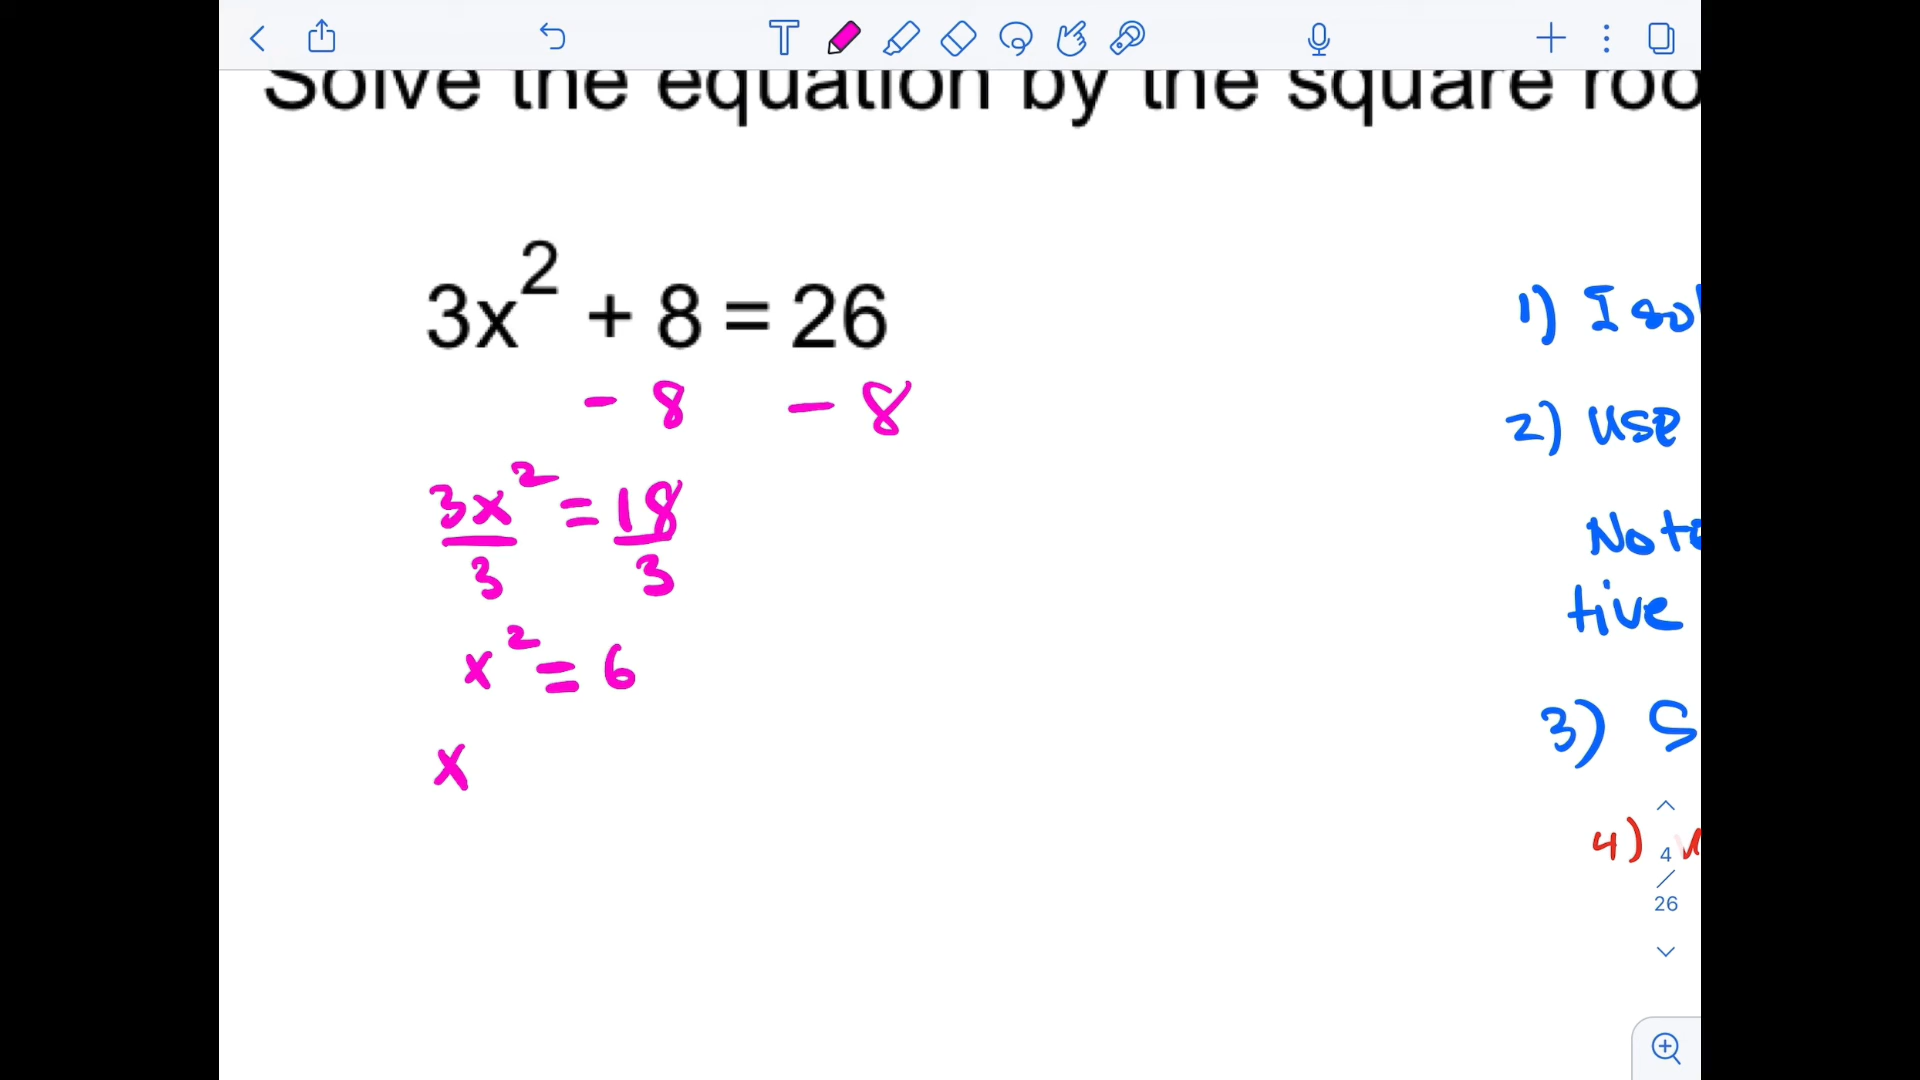 Solve the equation by the square roo
3x² + 8 = 26
- 8 - 8
3x² = 18
3 3
x² = 6
x
1) Isol
2) use
Note
tive
3) S
4)
4
/
26